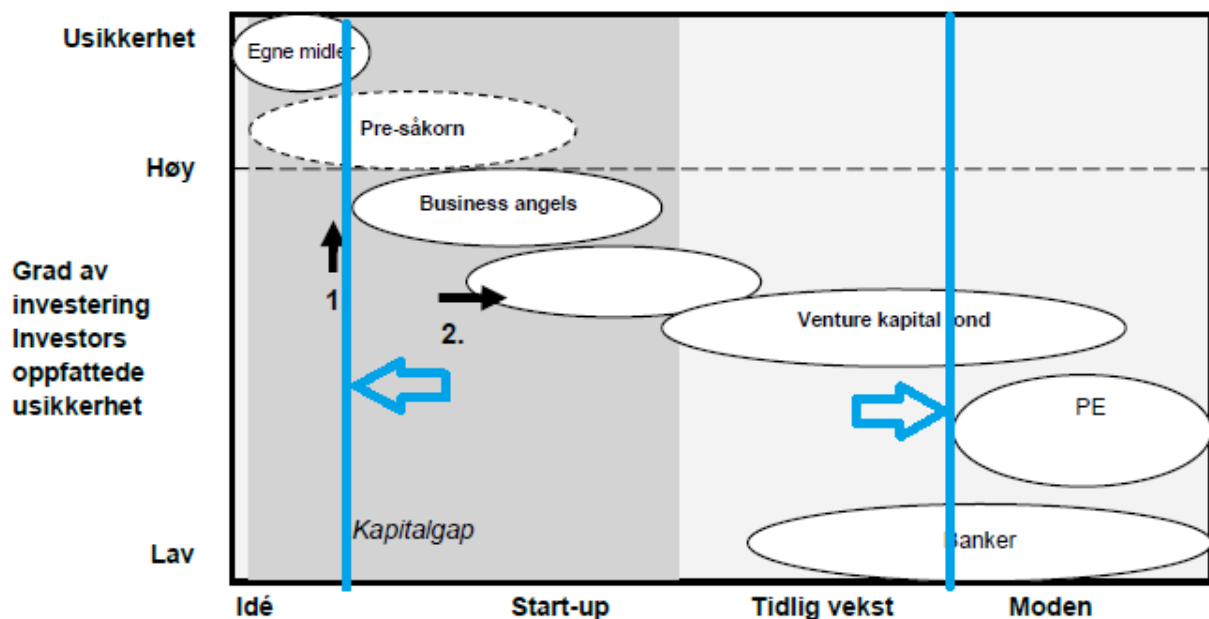 Usikkerhet
Egne midler
Pre-såkorn
Høy
Business angels
Grad av
investering
Investors
oppfattede
usikkerhet
1
2.
Venture kapital fond
PE
Kapitalgap
Banker
Lav
Idé
Start-up
Tidlig vekst
Moden